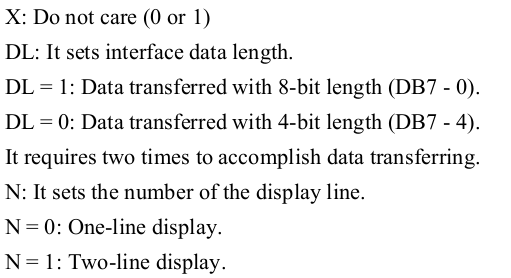 X: Do not care (0 or 1)
DL: It sets interface data length.
DL = 1: Data transferred with 8-bit length (DB7 - 0).
DL = 0: Data transferred with 4-bit length (DB7 - 4).
It requires two times to accomplish data transferring.
N: It sets the number of the display line.
N = 0: One-line display.
N = 1: Two-line display.